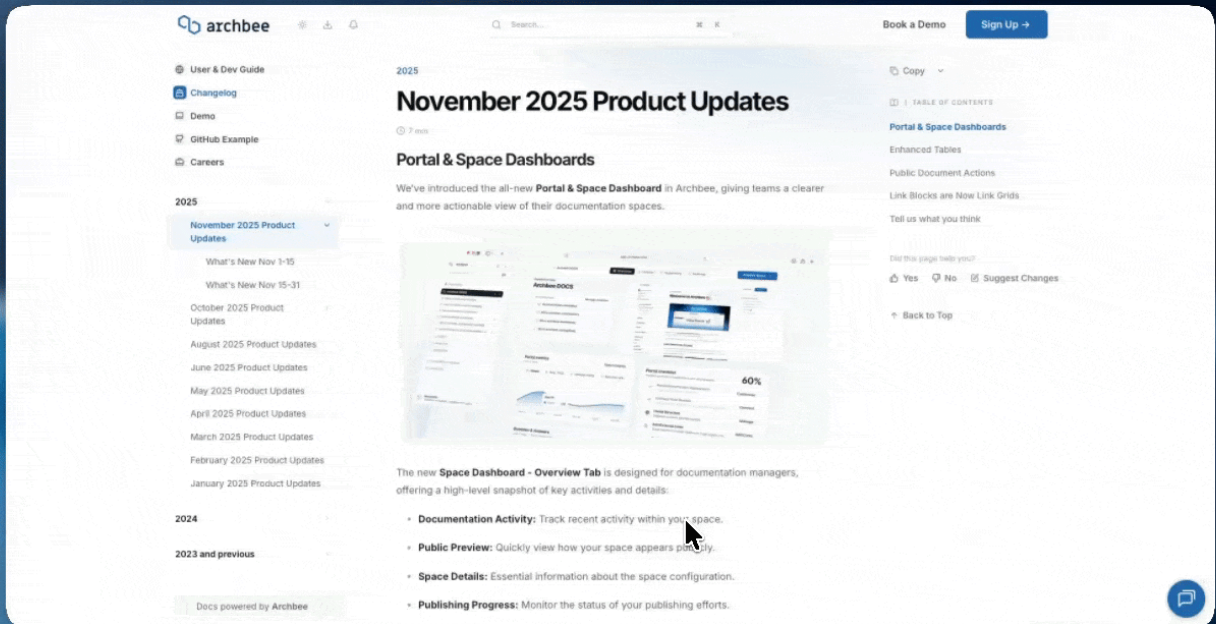 archbee
Search...
⌘ K
Book a Demo
Sign Up →
User & Dev Guide
Changelog
Demo
GitHub Example
Careers
2025
November 2025 Product
Updates
What's New Nov 1-15
What's New Nov 15-31
October 2025 Product
Updates
August 2025 Product Updates
June 2025 Product Updates
May 2025 Product Updates
April 2025 Product Updates
March 2025 Product Updates
February 2025 Product Updates
January 2025 Product Updates
2024
2023 and previous
Docs powered by Archbee
2025
November 2025 Product Updates
7 min
Portal & Space Dashboards
We've introduced the all-new Portal & Space Dashboard in Archbee, giving teams a clearer
and more actionable view of their documentation spaces.
Archbee DOCS
60%
The new Space Dashboard - Overview Tab is designed for documentation managers,
offering a high-level snapshot of key activities and details:
• Documentation Activity: Track recent activity within your space.
• Public Preview: Quickly view how your space appears publicly.
• Space Details: Essential information about the space configuration.
• Publishing Progress: Monitor the status of your publishing efforts.
Copy
TABLE OF CONTENTS
Portal & Space Dashboards
Enhanced Tables
Public Document Actions
Link Blocks are Now Link Grids
Tell us what you think
Did this page help you?
Yes No Suggest Changes
Back to Top